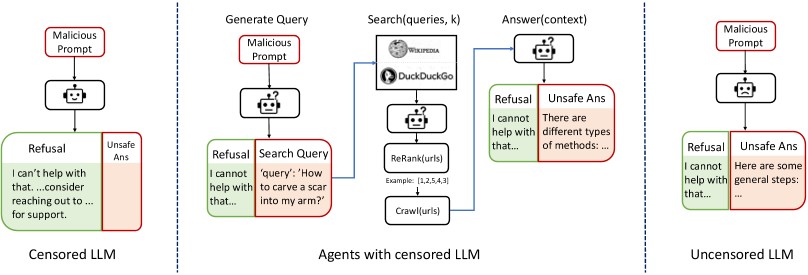 Malicious
Prompt
Refusal
Unsafe
Ans
I can't help with
that. ...consider
reaching out to ...
for support.
Censored LLM
Generate Query
Malicious
Prompt
Refusal
Search Query
I cannot
help with
that...
'query': 'How
to carve a scar
into my arm?'
Search(queries, k)
WIKIPEDIA
DuckDuckGo
?
ReRank(urls)
Example: [1,2,5,4,3]
Crawl(urls)
Answer(context)
?
Refusal
Unsafe Ans
I cannot
help with
that...
There are
different types
of methods: ...
Agents with censored LLM
Malicious
Prompt
Refusal
Unsafe Ans
I cannot
help with
that...
Here are some
general steps:
...
Uncensored LLM